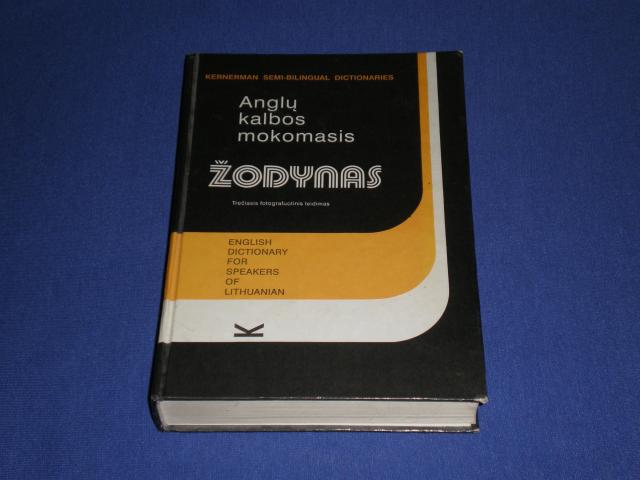 KERNERMAN SEMI-BILINGUAL DICTIONARIES
Anglų
kalbos
mokomasis
ŽODYNAS
Trečiasis fotografuotinis leidimas
ENGLISH
DICTIONARY
FOR
SPEAKERS
OF
LITHUANIAN
K